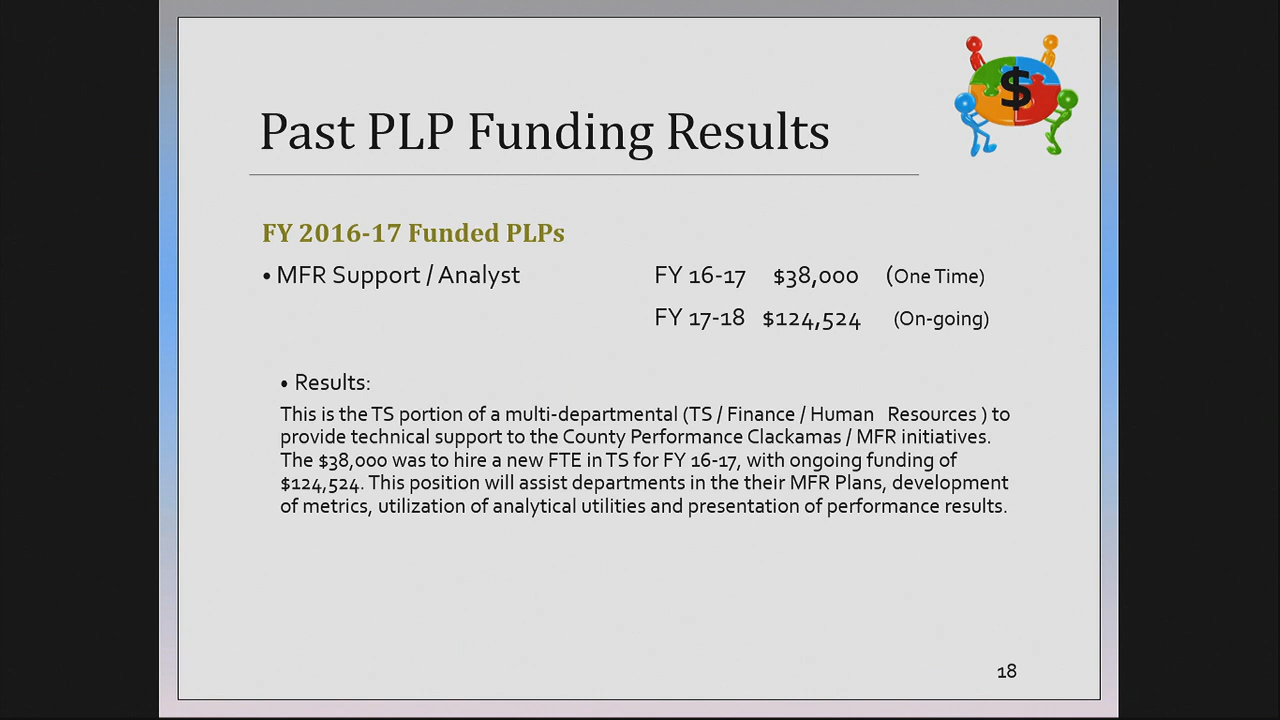 $
Past PLP Funding Results
FY 2016-17 Funded PLPs
• MFR Support / Analyst FY 16-17 $38,000 (One Time)
FY 17-18 $124,524 (On-going)
• Results:
This is the TS portion of a multi-departmental (TS / Finance / Human Resources ) to
provide technical support to the County Performance Clackamas / MFR initiatives.
The $38,000 was to hire a new FTE in TS for FY 16-17, with ongoing funding of
$124,524. This position will assist departments in the their MFR Plans, development
of metrics, utilization of analytical utilities and presentation of performance results.
18